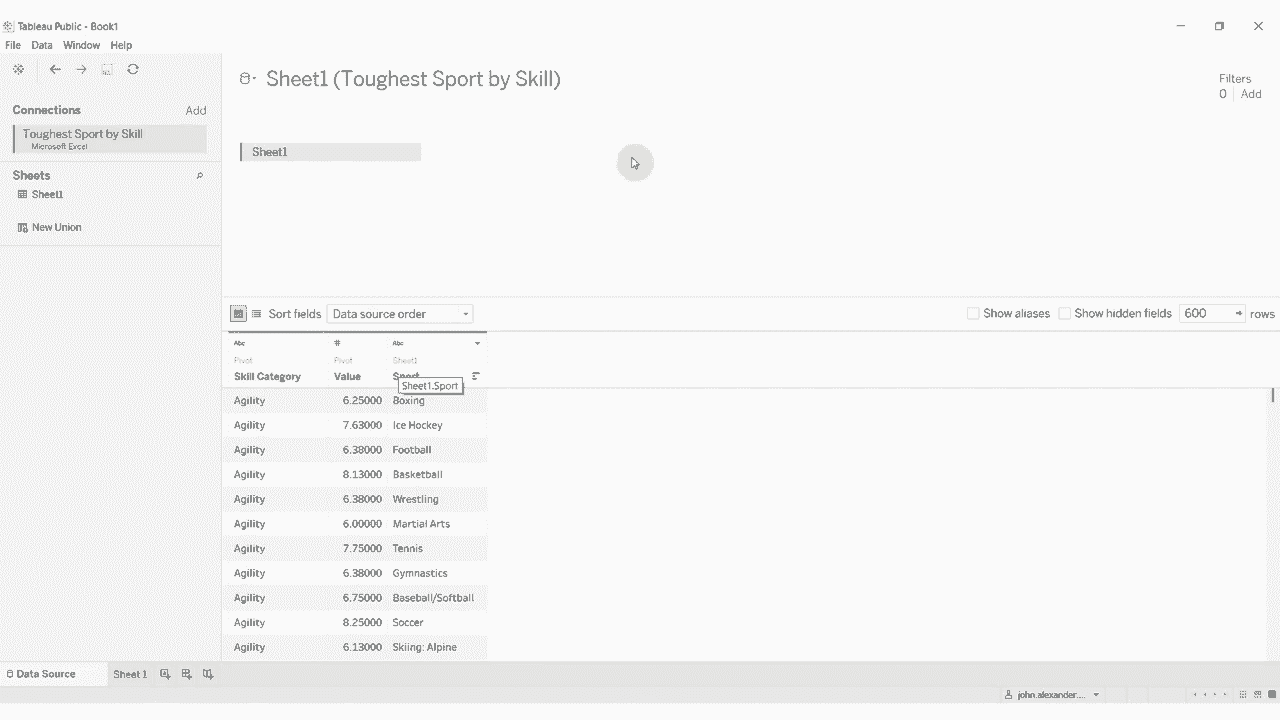 Tableau Public - Book1
File Data Window Help
Sheet1 (Toughest Sport by Skill)
Filters
0 Add
Connections Add
Toughest Sport by Skill
Microsoft Excel
Sheet1
Sheets
Sheet1
New Union
Sort fields Data source order Show aliases Show hidden fields 600 rows
Abc # Abc
Pivot Pivot Sheet1
Skill Category Value Sport
Sheet1.Sport
Agility 6.25000 Boxing
Agility 7.63000 Ice Hockey
Agility 6.38000 Football
Agility 8.13000 Basketball
Agility 6.38000 Wrestling
Agility 6.00000 Martial Arts
Agility 7.75000 Tennis
Agility 6.38000 Gymnastics
Agility 6.75000 Baseball/Softball
Agility 8.25000 Soccer
Agility 6.13000 Skiing: Alpine
Data Source Sheet 1
john.alexander....